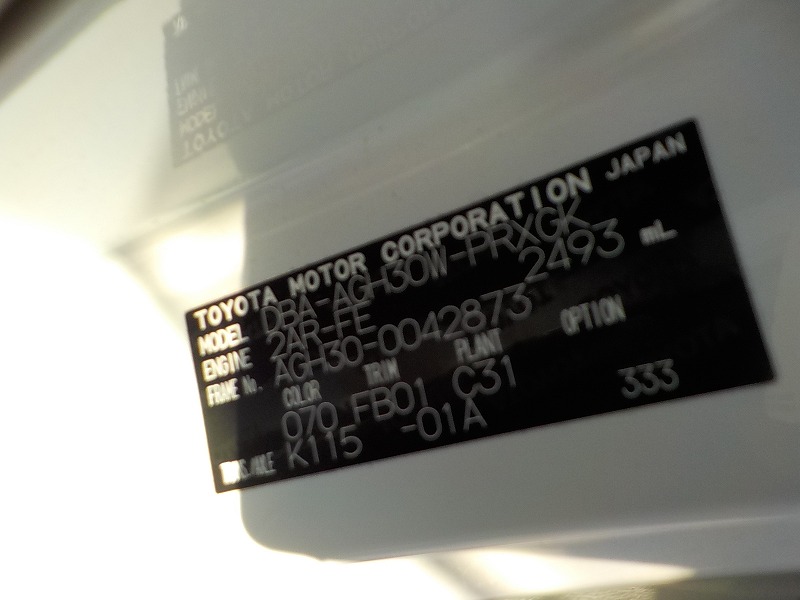 TOYOTA MOTOR CORPORATION JAPAN
MODEL DBA-AGH30W-PRXGK
ENGINE 2AR-FE 2493 mL
FRAME No. AGH30-0042873
COLOR TRIM PLANT OPTION
070 FB01 C31
TRANS/AXLE K115 -01A 333